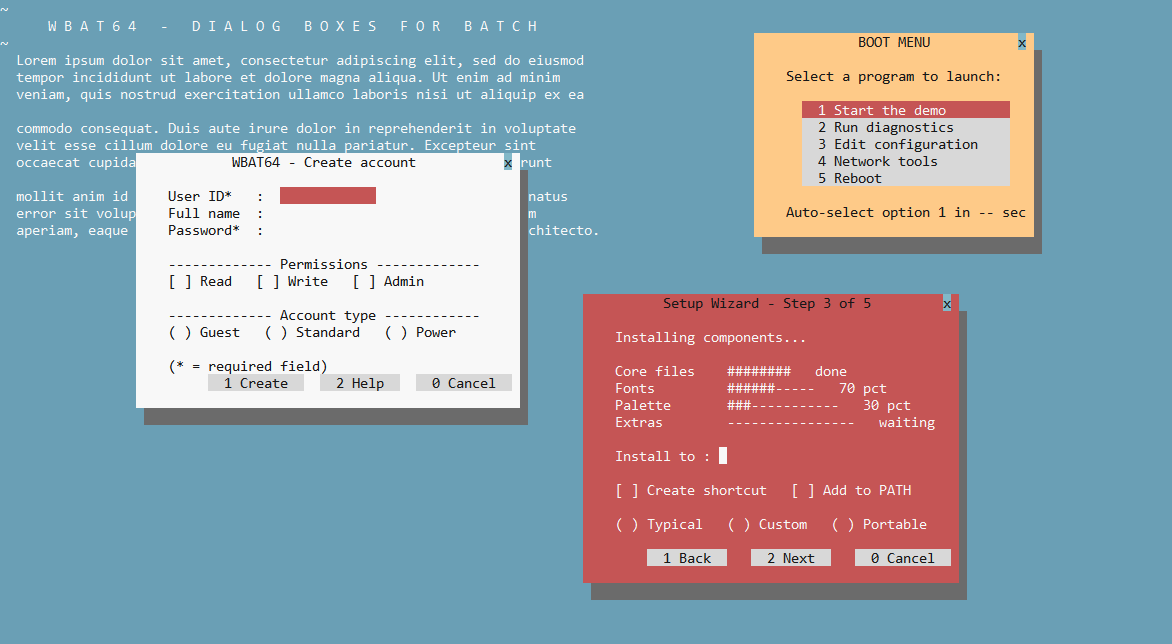 ~
W B A T 6 4  -  D I A L O G  B O X E S  F O R  B A T C H
~
Lorem ipsum dolor sit amet, consectetur adipiscing elit, sed do eiusmod
tempor incididunt ut labore et dolore magna aliqua. Ut enim ad minim
veniam, quis nostrud exercitation ullamco laboris nisi ut aliquip ex ea
commodo consequat. Duis aute irure dolor in reprehenderit in voluptate
velit esse cillum dolore eu fugiat nulla pariatur. Excepteur sint
occaecat cupida
runt
mollit anim id
natus
error sit volup
m
aperiam, eaque
chitecto.
WBAT64 - Create account x
User ID* :
Full name :
Password* :
------------- Permissions -------------
[ ] Read [ ] Write [ ] Admin
------------- Account type ------------
( ) Guest ( ) Standard ( ) Power
(* = required field)
1 Create 2 Help 0 Cancel
BOOT MENU x
Select a program to launch:
1 Start the demo
2 Run diagnostics
3 Edit configuration
4 Network tools
5 Reboot
Auto-select option 1 in -- sec
Setup Wizard - Step 3 of 5 x
Installing components...
Core files ######## done
Fonts ######----- 70 pct
Palette ###----------- 30 pct
Extras ---------------- waiting
Install to :
[ ] Create shortcut [ ] Add to PATH
( ) Typical ( ) Custom ( ) Portable
1 Back 2 Next 0 Cancel